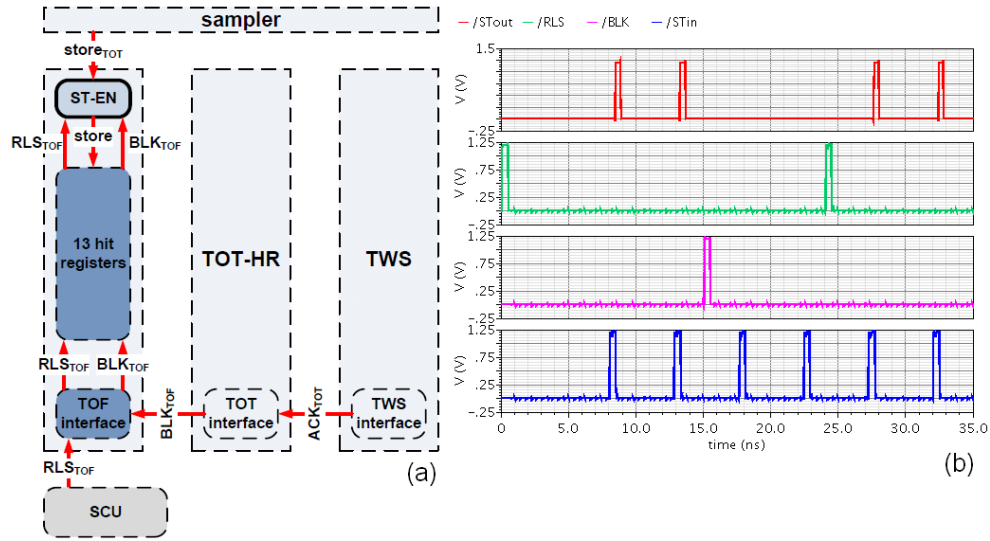 sampler
storeTOT
ST-EN
RLSTOF
store
BLKTOF
13 hit
registers
TOT-HR
TWS
RLSTOF
BLKTOF
TOF
interface
BLKTOF
TOT
interface
ACKTOT
TWS
interface
RLSTOF
SCU
(a)
/STout /RLS /BLK /STin
1.5
V (V)
-.25
1.25
.75
V (V)
.25
-.25
1.25
.75
V (V)
.25
-.25
1.25
.75
V (V)
.25
-.25
0 5.0 10.0 15.0 20.0 25.0 30.0 35.0
time (ns)
(b)